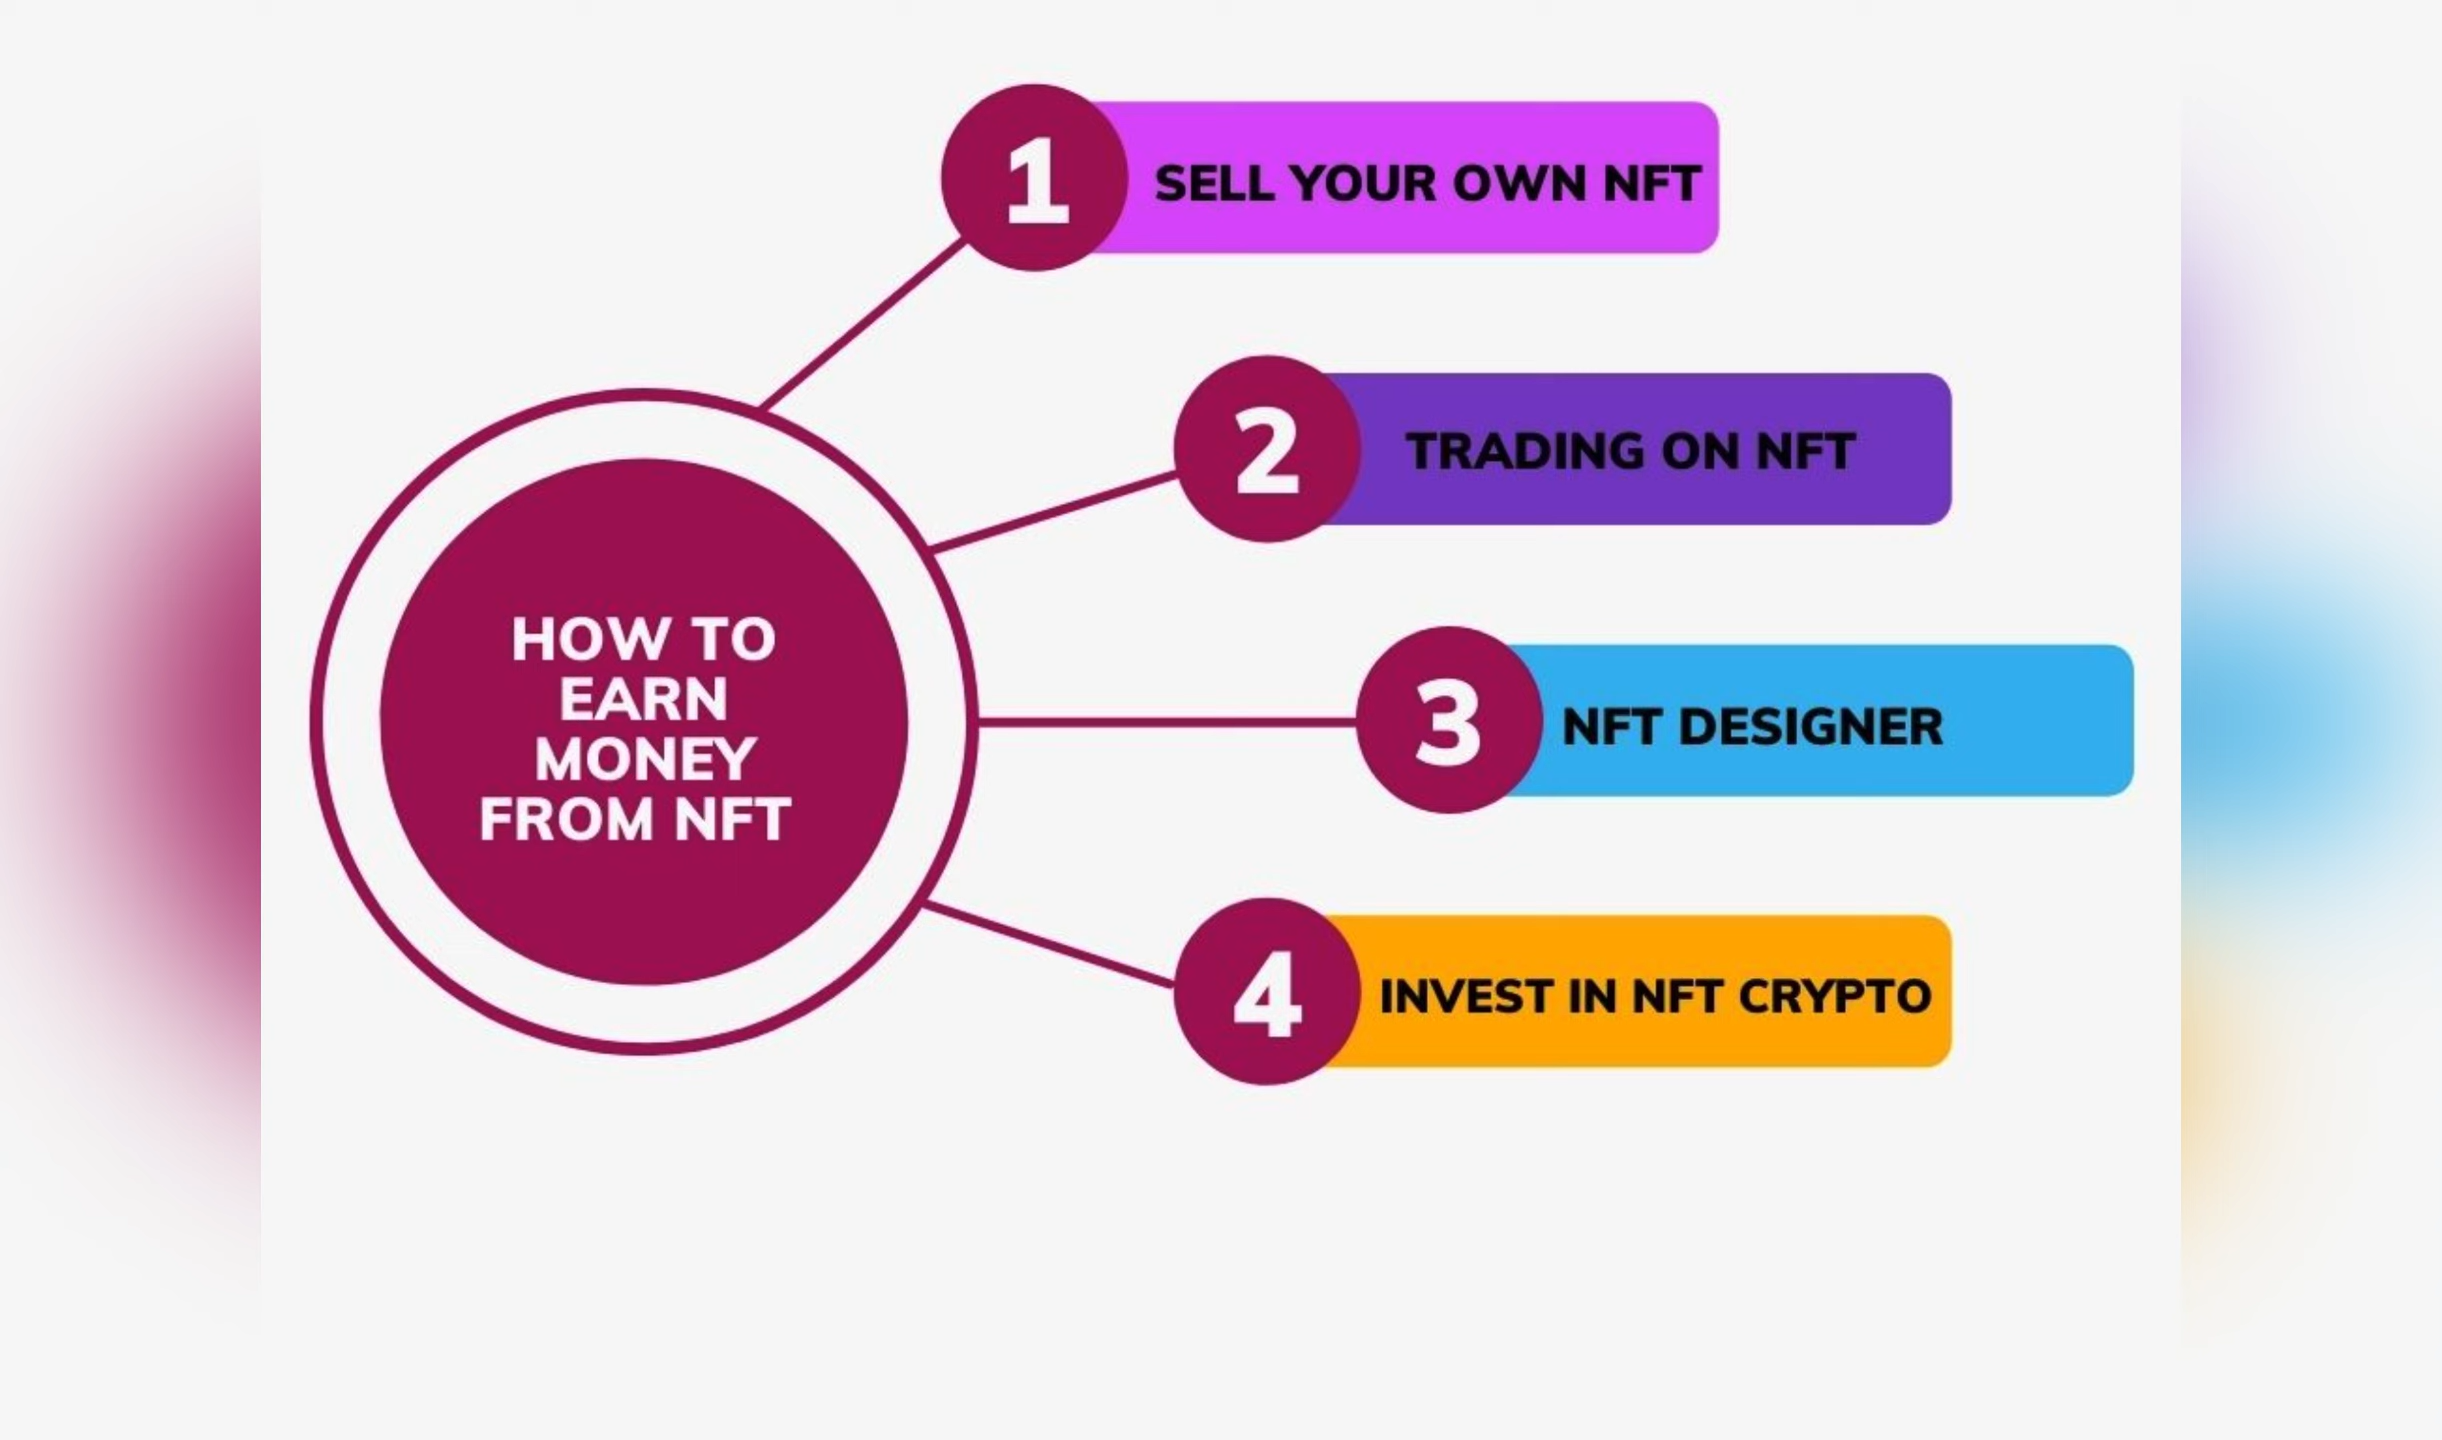 HOW TO
EARN
MONEY
FROM NFT
1
SELL YOUR OWN NFT
2
TRADING ON NFT
3
NFT DESIGNER
4
INVEST IN NFT CRYPTO